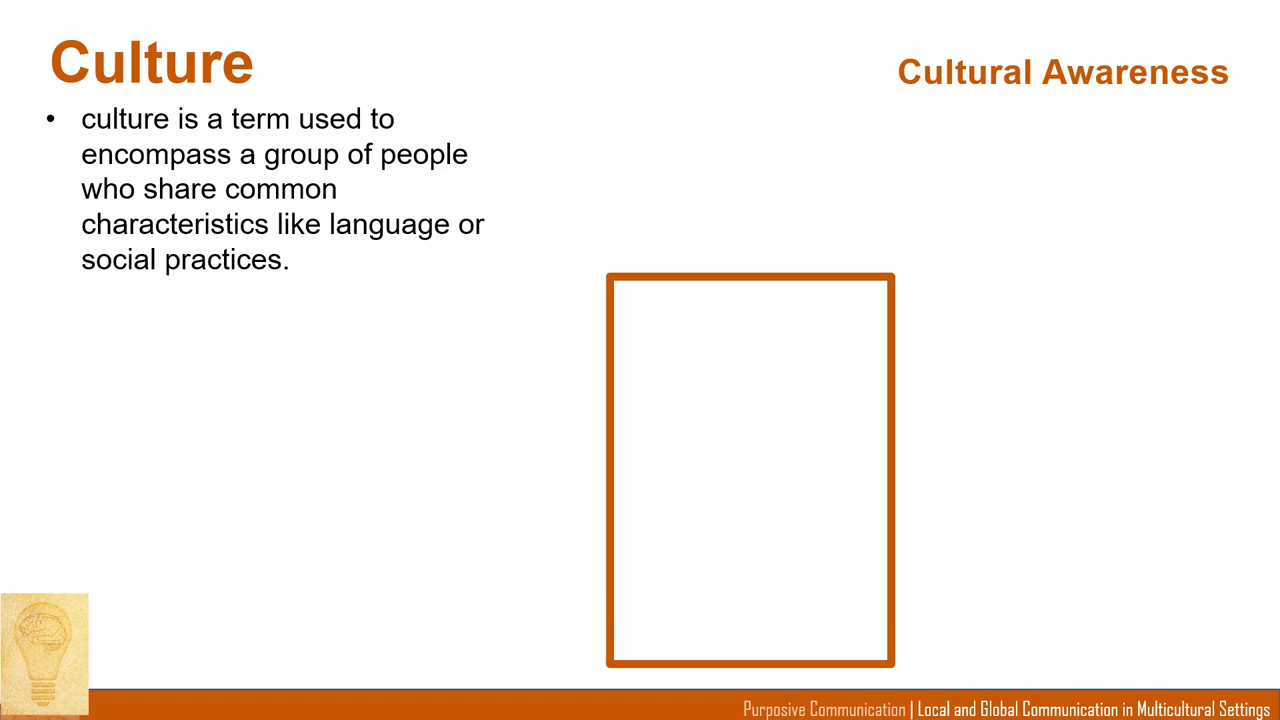 Culture
Cultural Awareness
• culture is a term used to
encompass a group of people
who share common
characteristics like language or
social practices.
Purposive Communication | Local and Global Communication in Multicultural Settings